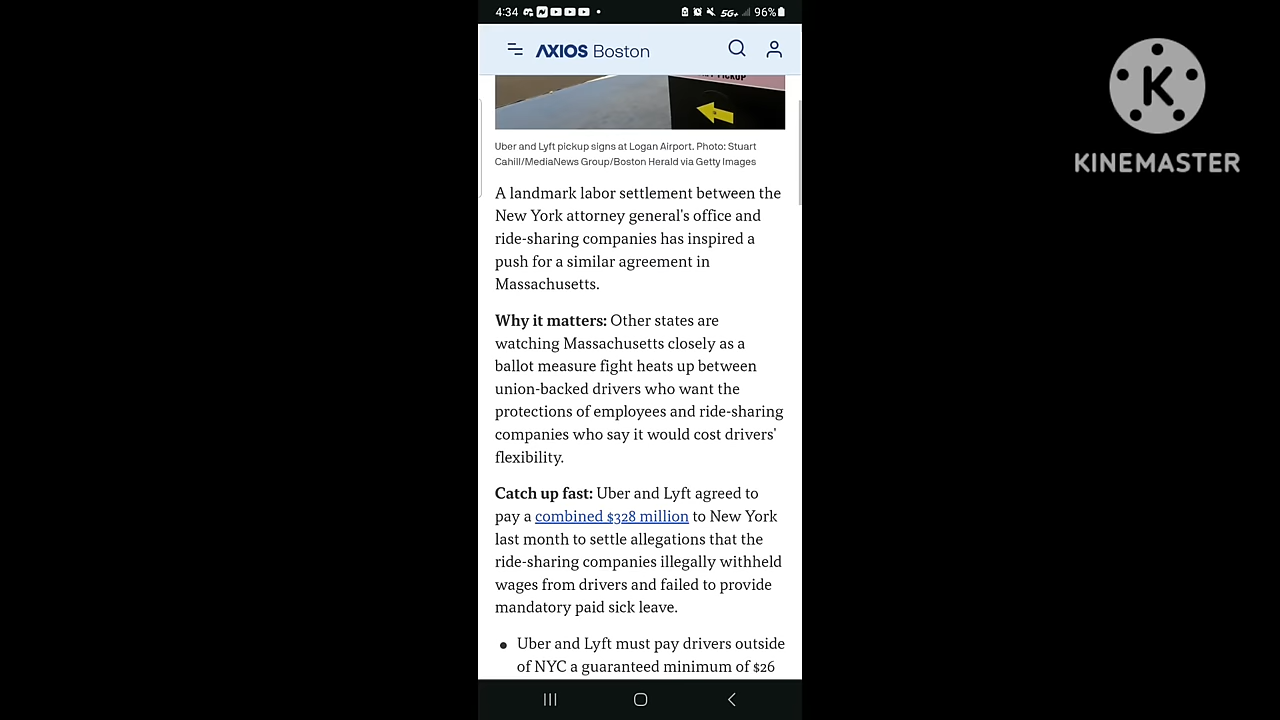 4:34
5G+
96%
AXIOS Boston
PICKUP
Uber and Lyft pickup signs at Logan Airport. Photo: Stuart
Cahill/MediaNews Group/Boston Herald via Getty Images
A landmark labor settlement between the
New York attorney general's office and
ride-sharing companies has inspired a
push for a similar agreement in
Massachusetts.
Why it matters: Other states are
watching Massachusetts closely as a
ballot measure fight heats up between
union-backed drivers who want the
protections of employees and ride-sharing
companies who say it would cost drivers'
flexibility.
Catch up fast: Uber and Lyft agreed to
pay a combined $328 million to New York
last month to settle allegations that the
ride-sharing companies illegally withheld
wages from drivers and failed to provide
mandatory paid sick leave.
● Uber and Lyft must pay drivers outside
of NYC a guaranteed minimum of $26
K
KINEMASTER